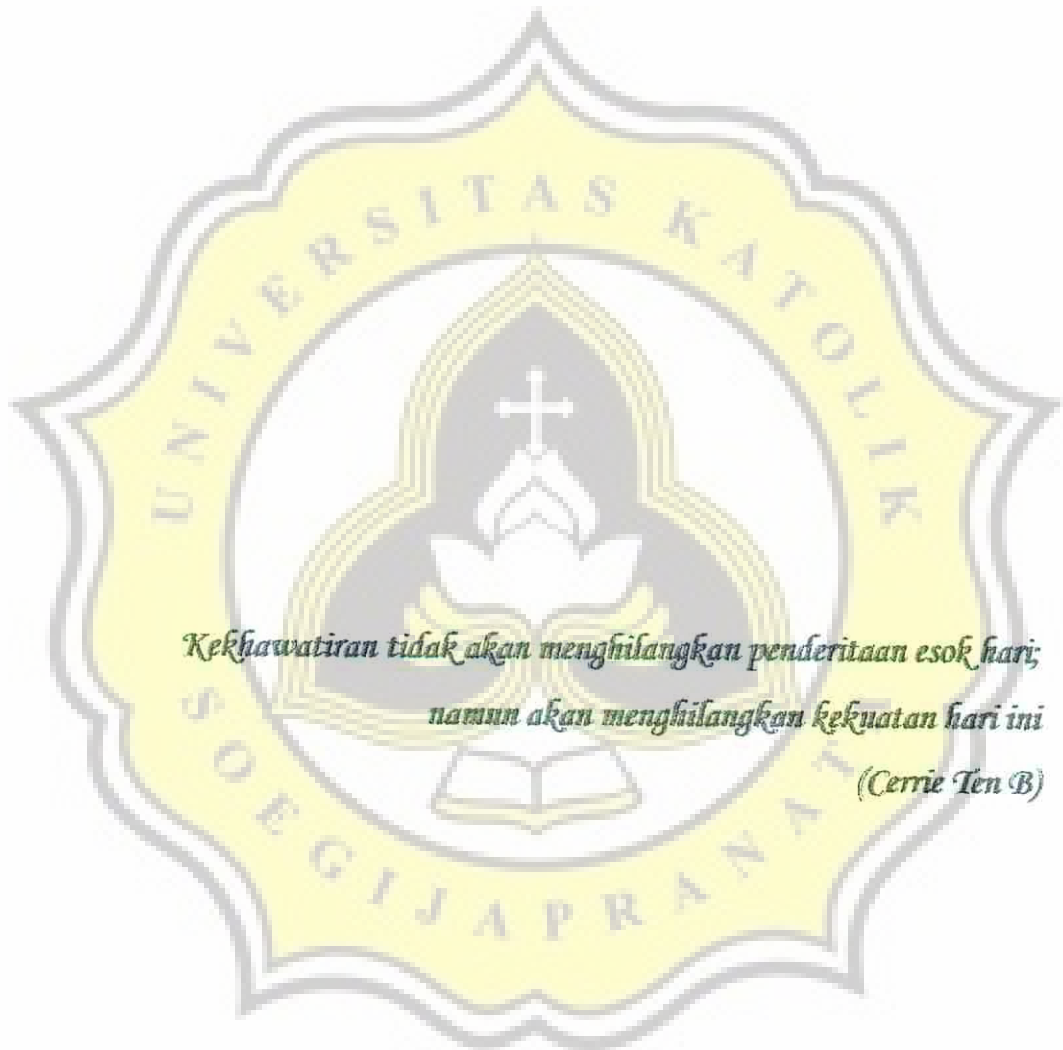 UNIVERSITAS KATOLIK
Kekhawatiran tidak akan menghilangkan penderitaan esok hari;
namun akan menghilangkan kekuatan hari ini
(Cerrie Ten B)
SOEGIJAPRANATA